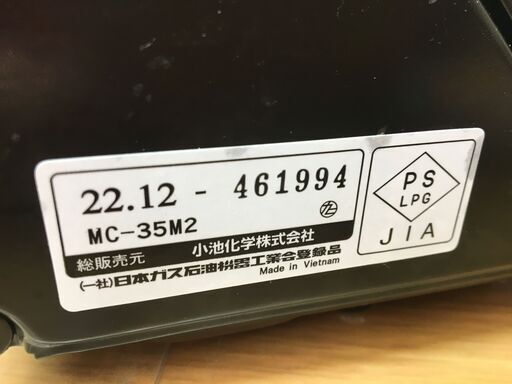 22.12 - 461994
MC-35M2
総販売元 小池化学株式会社
(一社)日本ガス石油機器工業会登録品
Made in Vietnam
PS
LPG
JIA